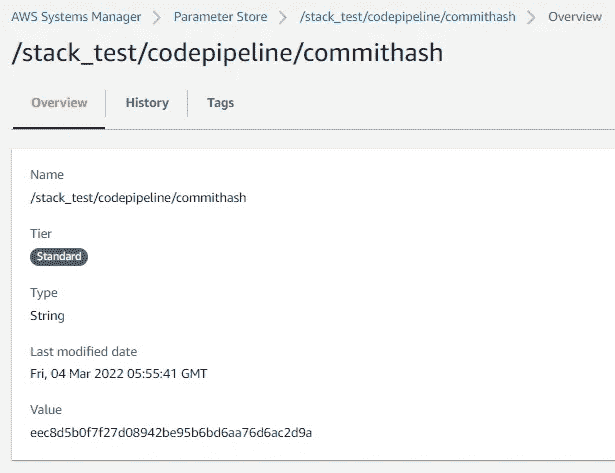 AWS Systems Manager > Parameter Store > /stack_test/codepipeline/commithash > Overview
/stack_test/codepipeline/commithash
Overview History Tags
Name
/stack_test/codepipeline/commithash
Tier
Standard
Type
String
Last modified date
Fri, 04 Mar 2022 05:55:41 GMT
Value
eec8d5b0f7f27d08942be95b6bd6aa76d6ac2d9a